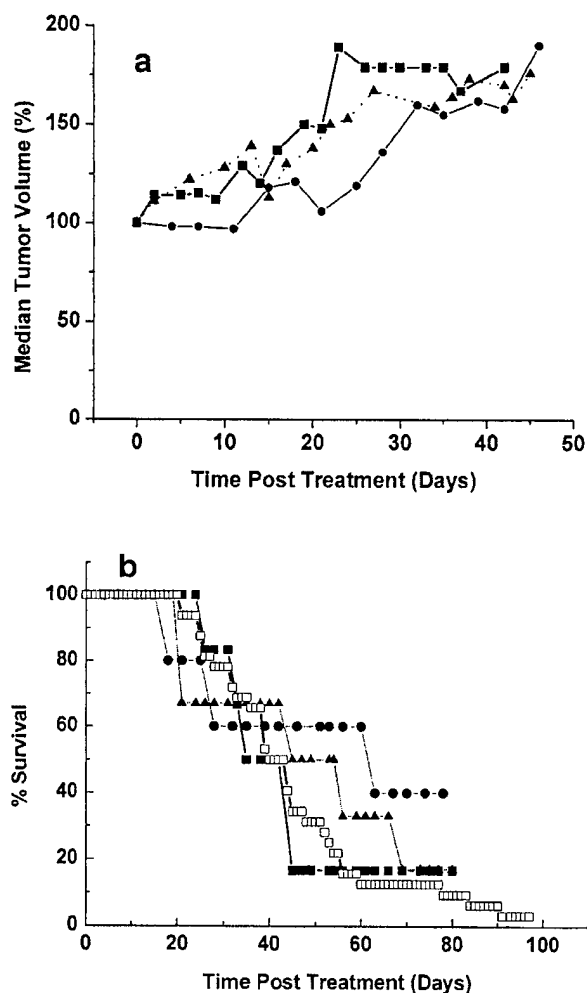 a
200
150
100
50
0
Median Tumor Volume (%)
0 10 20 30 40 50
Time Post Treatment (Days)
b
100
80
60
40
20
0
% Survival
0 20 40 60 80 100
Time Post Treatment (Days)